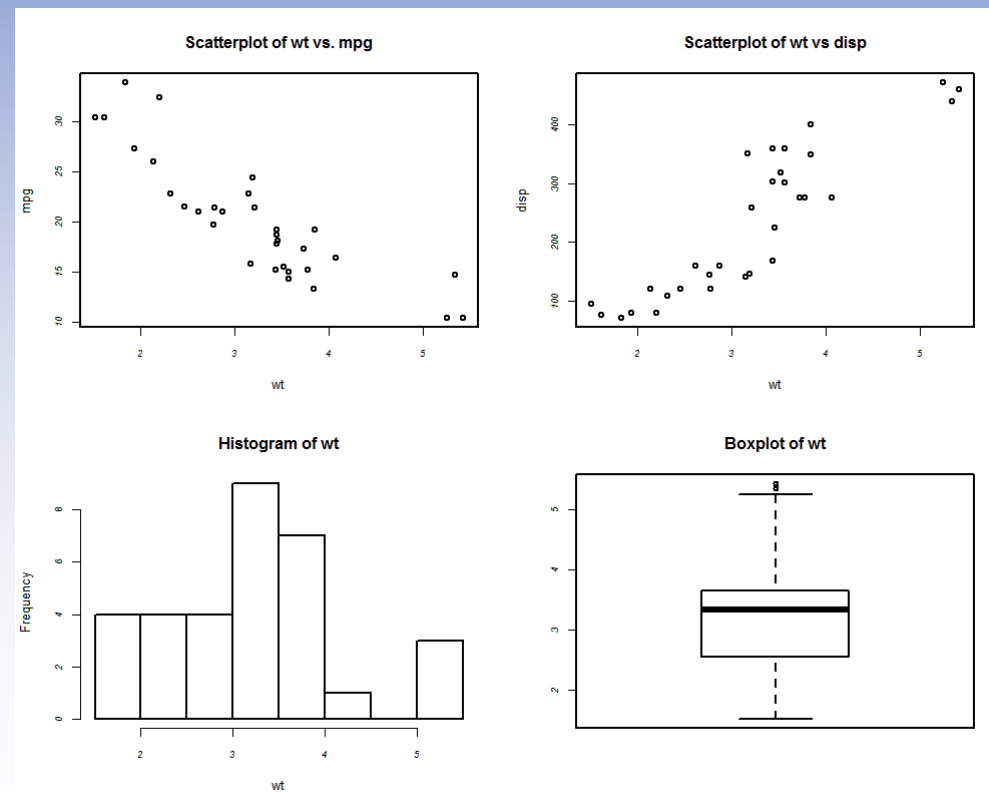 Scatterplot of wt vs. mpg
mpg
30
25
20
15
10
2 3 4 5
wt
Scatterplot of wt vs disp
disp
400
300
200
100
2 3 4 5
wt
Histogram of wt
Frequency
8
6
4
2
0
2 3 4 5
wt
Boxplot of wt
5
4
3
2